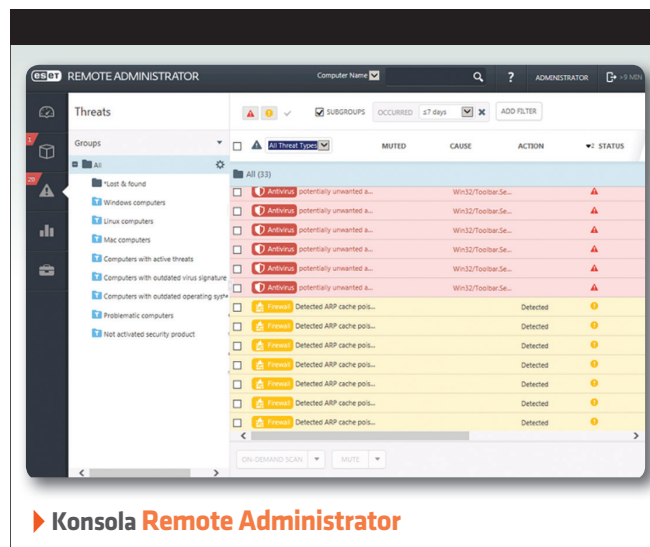 eset REMOTE ADMINISTRATOR Computer Name ? ADMINISTRATOR >9 MIN
Threats SUBGROUPS OCCURRED ≤7 days ADD FILTER
Groups All Threat Types MUTED CAUSE ACTION 2 STATUS
1
All
29
All (33)
*Lost & found
Windows computers
Linux computers
Mac computers
Computers with active threats
Computers with outdated virus signature
Computers with outdated operating syste
Problematic computers
Not activated security product
Antivirus potentially unwanted a... Win32/Toolbar.Se...
Antivirus potentially unwanted a... Win32/Toolbar.Se...
Antivirus potentially unwanted a... Win32/Toolbar.Se...
Antivirus potentially unwanted a... Win32/Toolbar.Se...
Antivirus potentially unwanted a... Win32/Toolbar.Se...
Antivirus potentially unwanted a... Win32/Toolbar.Se...
Firewall Detected ARP cache pois... Detected
Firewall Detected ARP cache pois... Detected
Firewall Detected ARP cache pois... Detected
Firewall Detected ARP cache pois... Detected
Firewall Detected ARP cache pois... Detected
Firewall Detected ARP cache pois... Detected
Firewall Detected ARP cache pois... Detected
ON-DEMAND SCAN MUTE
Konsola Remote Administrator